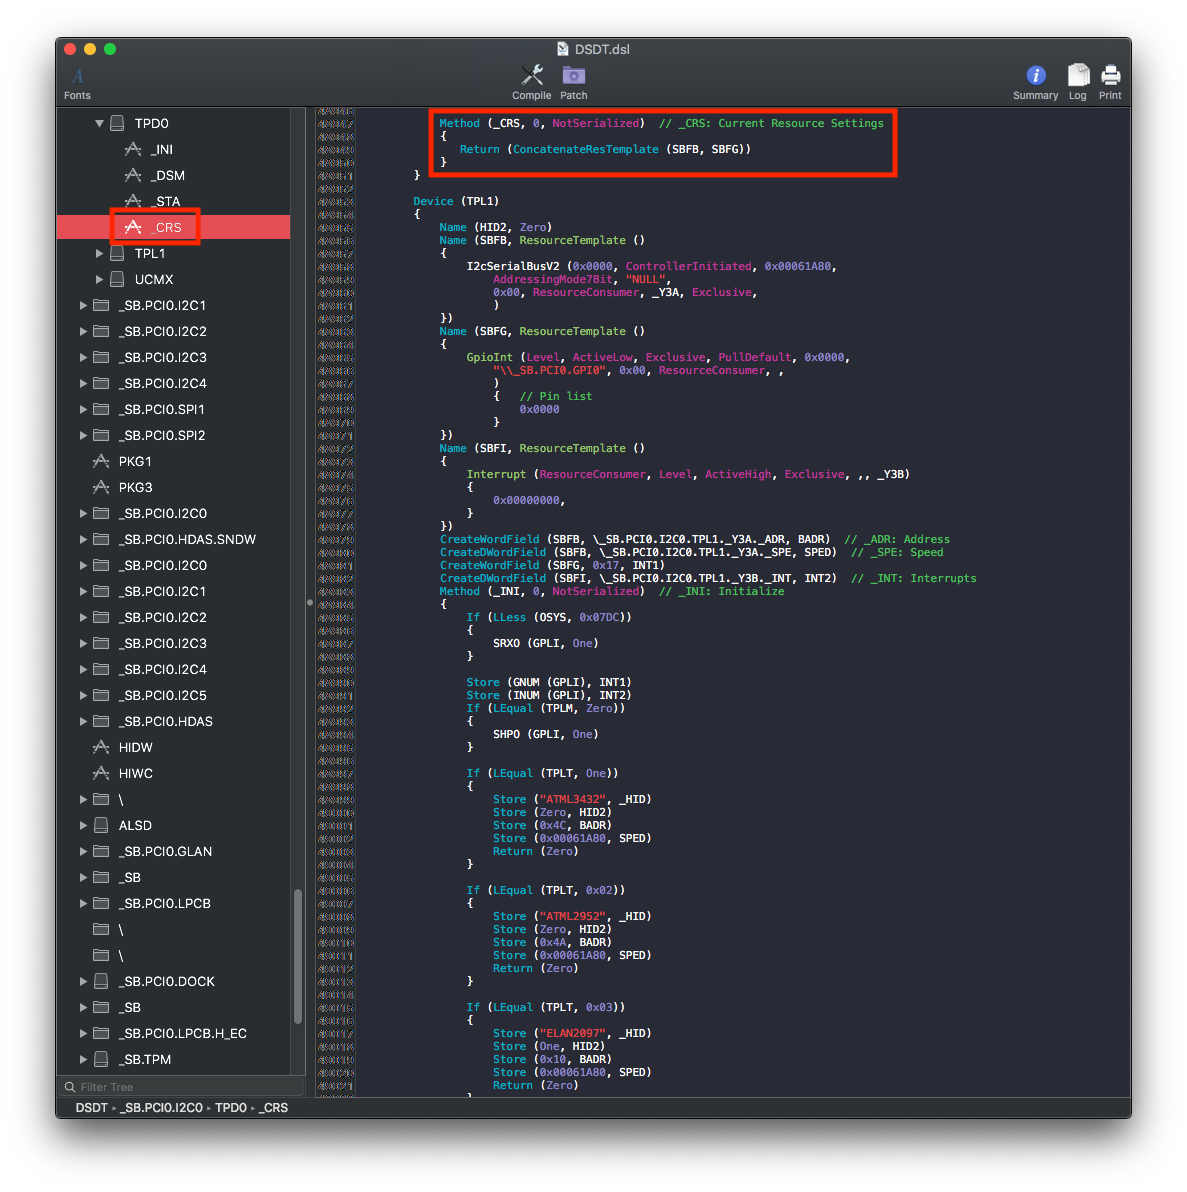 DSDT.dsl
Fonts
Compile
Patch
Summary
Log
Print
TPD0
_INI
_DSM
_STA
_CRS
TPL1
UCMX
_SB.PCI0.I2C1
_SB.PCI0.I2C2
_SB.PCI0.I2C3
_SB.PCI0.I2C4
_SB.PCI0.SPI1
_SB.PCI0.SPI2
PKG1
PKG3
_SB.PCI0.I2C0
_SB.PCI0.HDAS.SNDW
_SB.PCI0.I2C0
_SB.PCI0.I2C1
_SB.PCI0.I2C2
_SB.PCI0.I2C3
_SB.PCI0.I2C4
_SB.PCI0.I2C5
_SB.PCI0.HDAS
HIDW
HIWC
\
ALSD
_SB.PCI0.GLAN
_SB
_SB.PCI0.LPCB
\
\
_SB.PCI0.DOCK
_SB
_SB.PCI0.LPCB.H_EC
_SB.TPM
Filter Tree
Method (_CRS, 0, NotSerialized)  // _CRS: Current Resource Settings
{
Return (ConcatenateResTemplate (SBFB, SBFG))
}
}
Device (TPL1)
{
Name (HID2, Zero)
Name (SBFB, ResourceTemplate ()
{
I2cSerialBusV2 (0x0000, ControllerInitiated, 0x00061A80,
AddressingMode7Bit, "NULL",
0x00, ResourceConsumer, _Y3A, Exclusive,
)
})
Name (SBFG, ResourceTemplate ()
{
GpioInt (Level, ActiveLow, Exclusive, PullDefault, 0x0000,
"\\_SB.PCI0.GPI0", 0x00, ResourceConsumer, ,
)
{   // Pin list
0x0000
}
})
Name (SBFI, ResourceTemplate ()
{
Interrupt (ResourceConsumer, Level, ActiveHigh, Exclusive, ,, _Y3B)
{
0x00000000,
}
})
CreateWordField (SBFB, \_SB.PCI0.I2C0.TPL1._Y3A._ADR, BADR)  // _ADR: Address
CreateDWordField (SBFB, \_SB.PCI0.I2C0.TPL1._Y3A._SPE, SPED)  // _SPE: Speed
CreateWordField (SBFG, 0x17, INT1)
CreateDWordField (SBFI, \_SB.PCI0.I2C0.TPL1._Y3B._INT, INT2)  // _INT: Interrupts
Method (_INI, 0, NotSerialized)  // _INI: Initialize
{
If (LLess (OSYS, 0x07DC))
{
SRXO (GPLI, One)
}
Store (GNUM (GPLI), INT1)
Store (INUM (GPLI), INT2)
If (LEqual (TPLM, Zero))
{
SHPO (GPLI, One)
}
If (LEqual (TPLT, One))
{
Store ("ATML3432", _HID)
Store (Zero, HID2)
Store (0x4C, BADR)
Store (0x00061A80, SPED)
Return (Zero)
}
If (LEqual (TPLT, 0x02))
{
Store ("ATML2952", _HID)
Store (Zero, HID2)
Store (0x4A, BADR)
Store (0x00061A80, SPED)
Return (Zero)
}
If (LEqual (TPLT, 0x03))
{
Store ("ELAN2097", _HID)
Store (One, HID2)
Store (0x10, BADR)
Store (0x00061A80, SPED)
Return (Zero)
}
DSDT ▸ _SB.PCI0.I2C0 ▸ TPD0 ▸ _CRS